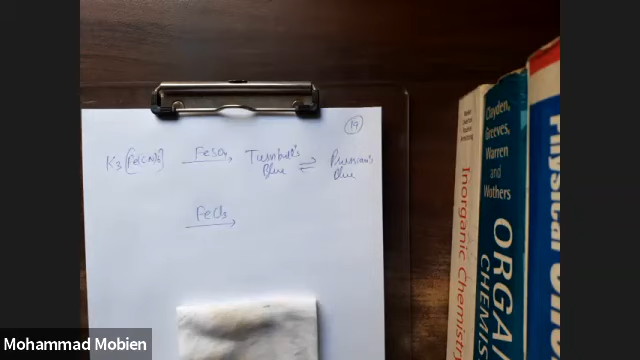 19
K3[Fe(CN)6] FeSO4 Turnbull's Blue ⇌ Prussian's Blue
FeCl3
Inorganic Chemistry
Clayden,
Greeves,
Warren
and
Wothers
ORGA
CHEMIS
Physical
Mohammad Mobien